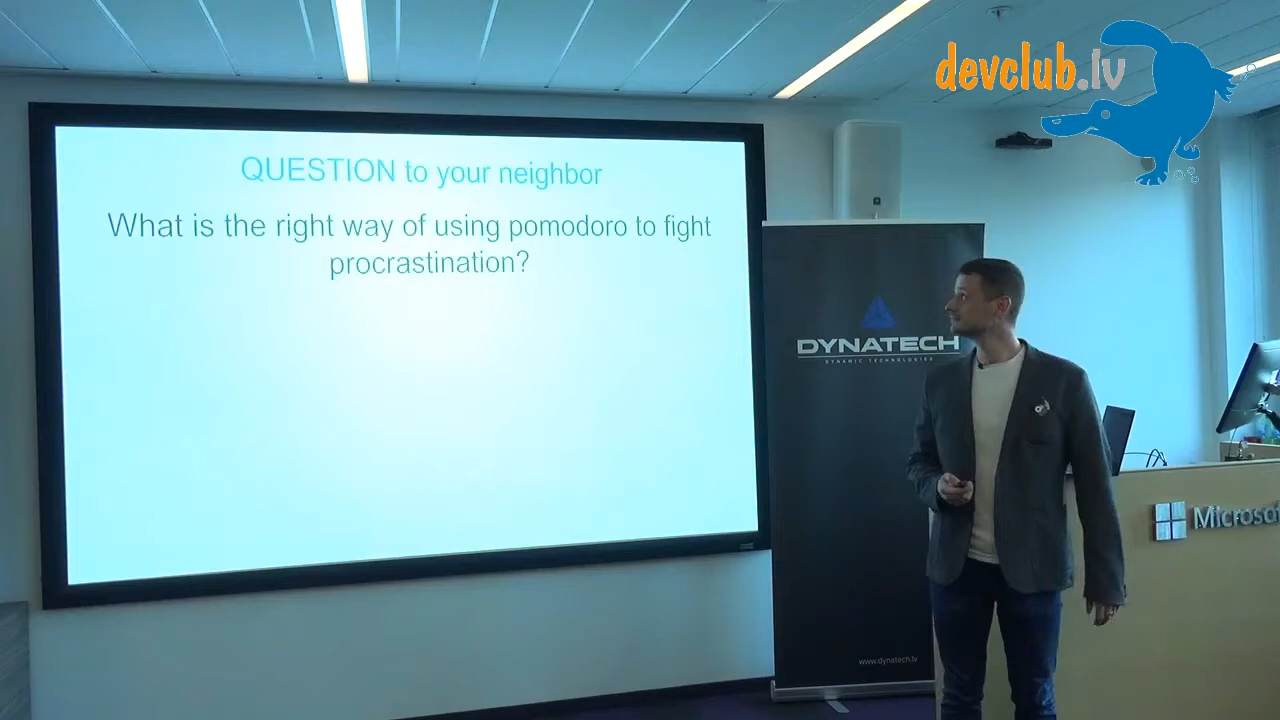 devclub.lv
QUESTION to your neighbor
What is the right way of using pomodoro to fight
procrastination?
DYNATECH
DYNAMIC TECHNOLOGIES
Microsof
www.dynatech.lv